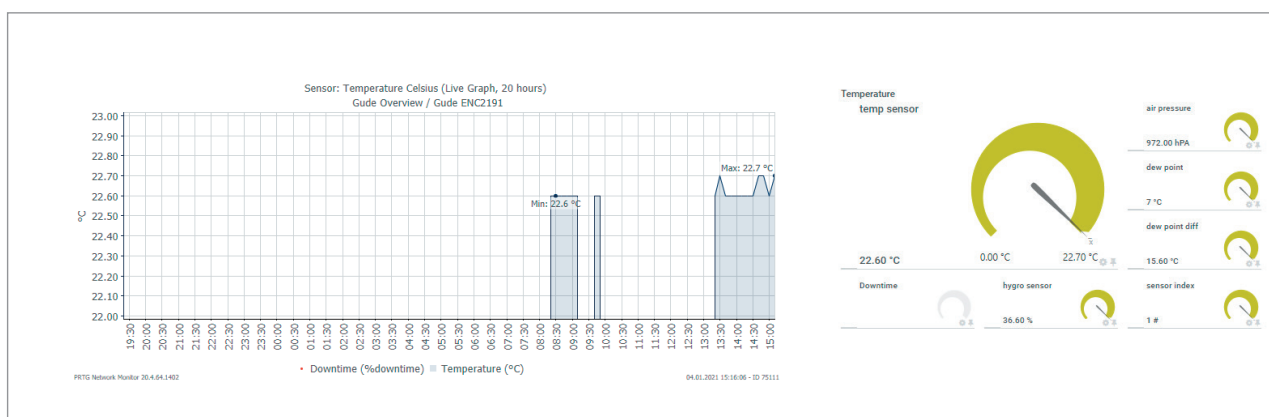 Sensor: Temperature Celsius (Live Graph, 20 hours)
Gude Overview / Gude ENC2191
23.00
22.90
22.80
22.70
22.60
22.50
22.40
22.30
22.20
22.10
22.00
°C
Max: 22.7 °C
Min: 22.6 °C
19:30
20:00
20:30
21:00
21:30
22:00
22:30
23:00
23:30
00:00
00:30
01:00
01:30
02:00
02:30
03:00
03:30
04:00
04:30
05:00
05:30
06:00
06:30
07:00
07:30
08:00
08:30
09:00
09:30
10:00
10:30
11:00
11:30
12:00
12:30
13:00
13:30
14:00
14:30
15:00
Downtime (%downtime) Temperature (°C)
PRTG Network Monitor 20.4.64.1402
04.01.2021 15:16:06 - ID 75111
Temperature
temp sensor
22.60 °C
0.00 °C
22.70 °C
x
air pressure
972.00 hPA
dew point
7 °C
dew point diff
15.60 °C
Downtime
hygro sensor
36.60 %
sensor index
1 #